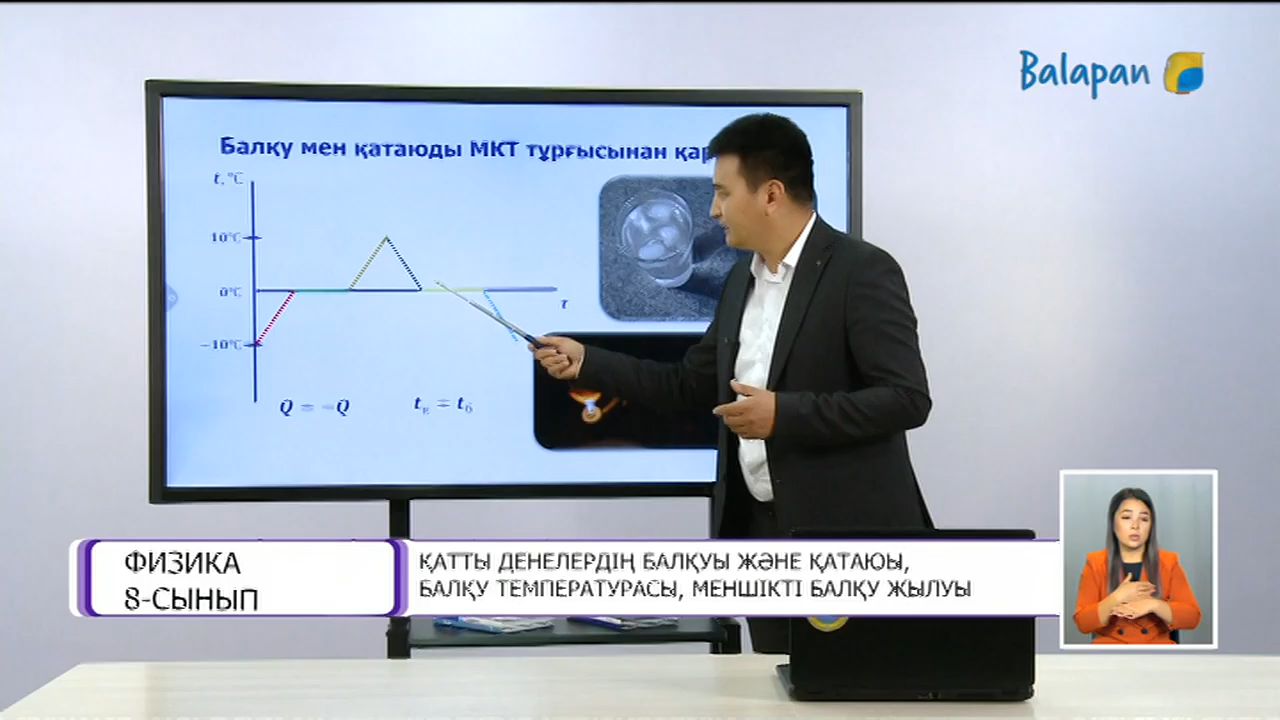 Balapan
Балқу мен қатаюды МКТ тұрғысынан
t, °C
10°C
0°C
−10°C
t
Q = −Q
ФИЗИКА
8-СЫНЫП
ҚАТТЫ ДЕНЕЛЕРДІҢ БАЛҚУЫ ЖӘНЕ ҚАТАЮЫ,
БАЛҚУ ТЕМПЕРАТУРАСЫ, МЕНШІКТІ БАЛҚУ ЖЫЛУЫ